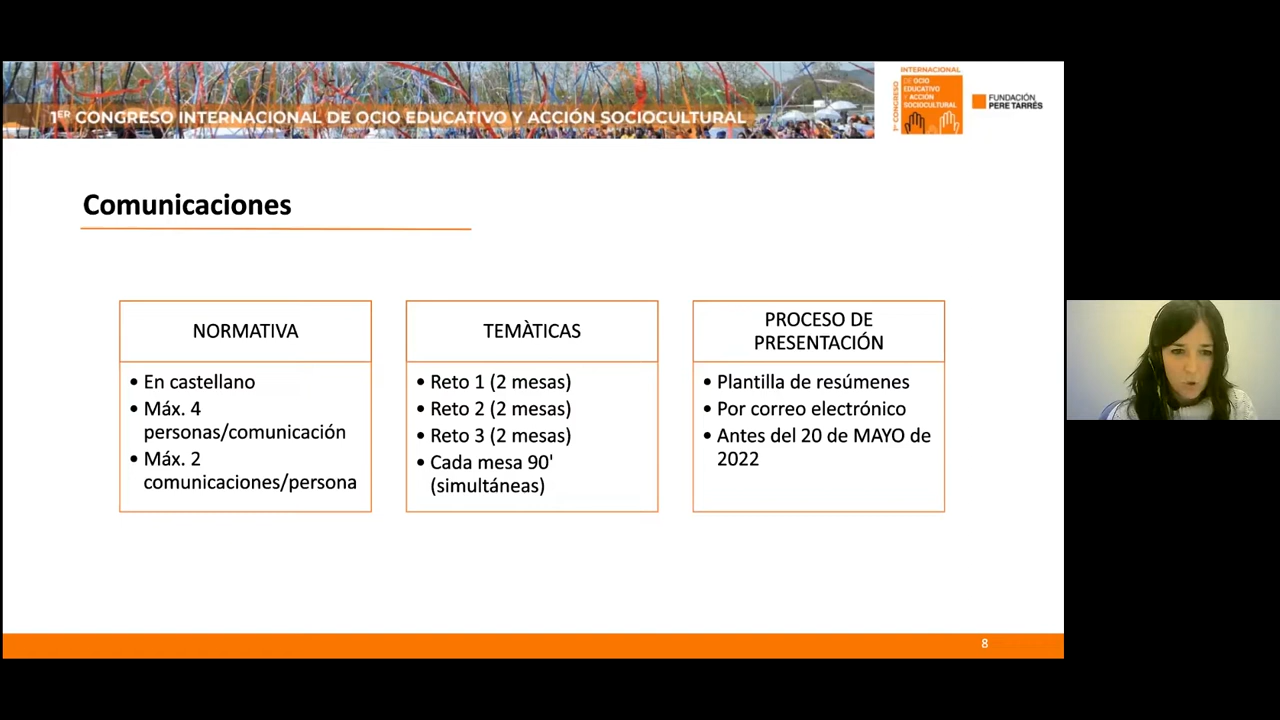 1ER CONGRESO INTERNACIONAL DE OCIO EDUCATIVO Y ACCIÓN SOCIOCULTURAL
1er CONGRESO
INTERNACIONAL
DE OCIO
EDUCATIVO
Y ACCIÓN
SOCIOCULTURAL
FUNDACIÓN
PERE TARRÉS
Comunicaciones
NORMATIVA
• En castellano
• Máx. 4
personas/comunicación
• Máx. 2
comunicaciones/persona
TEMÀTICAS
• Reto 1 (2 mesas)
• Reto 2 (2 mesas)
• Reto 3 (2 mesas)
• Cada mesa 90'
(simultáneas)
PROCESO DE
PRESENTACIÓN
• Plantilla de resúmenes
• Por correo electrónico
• Antes del 20 de MAYO de
2022
8